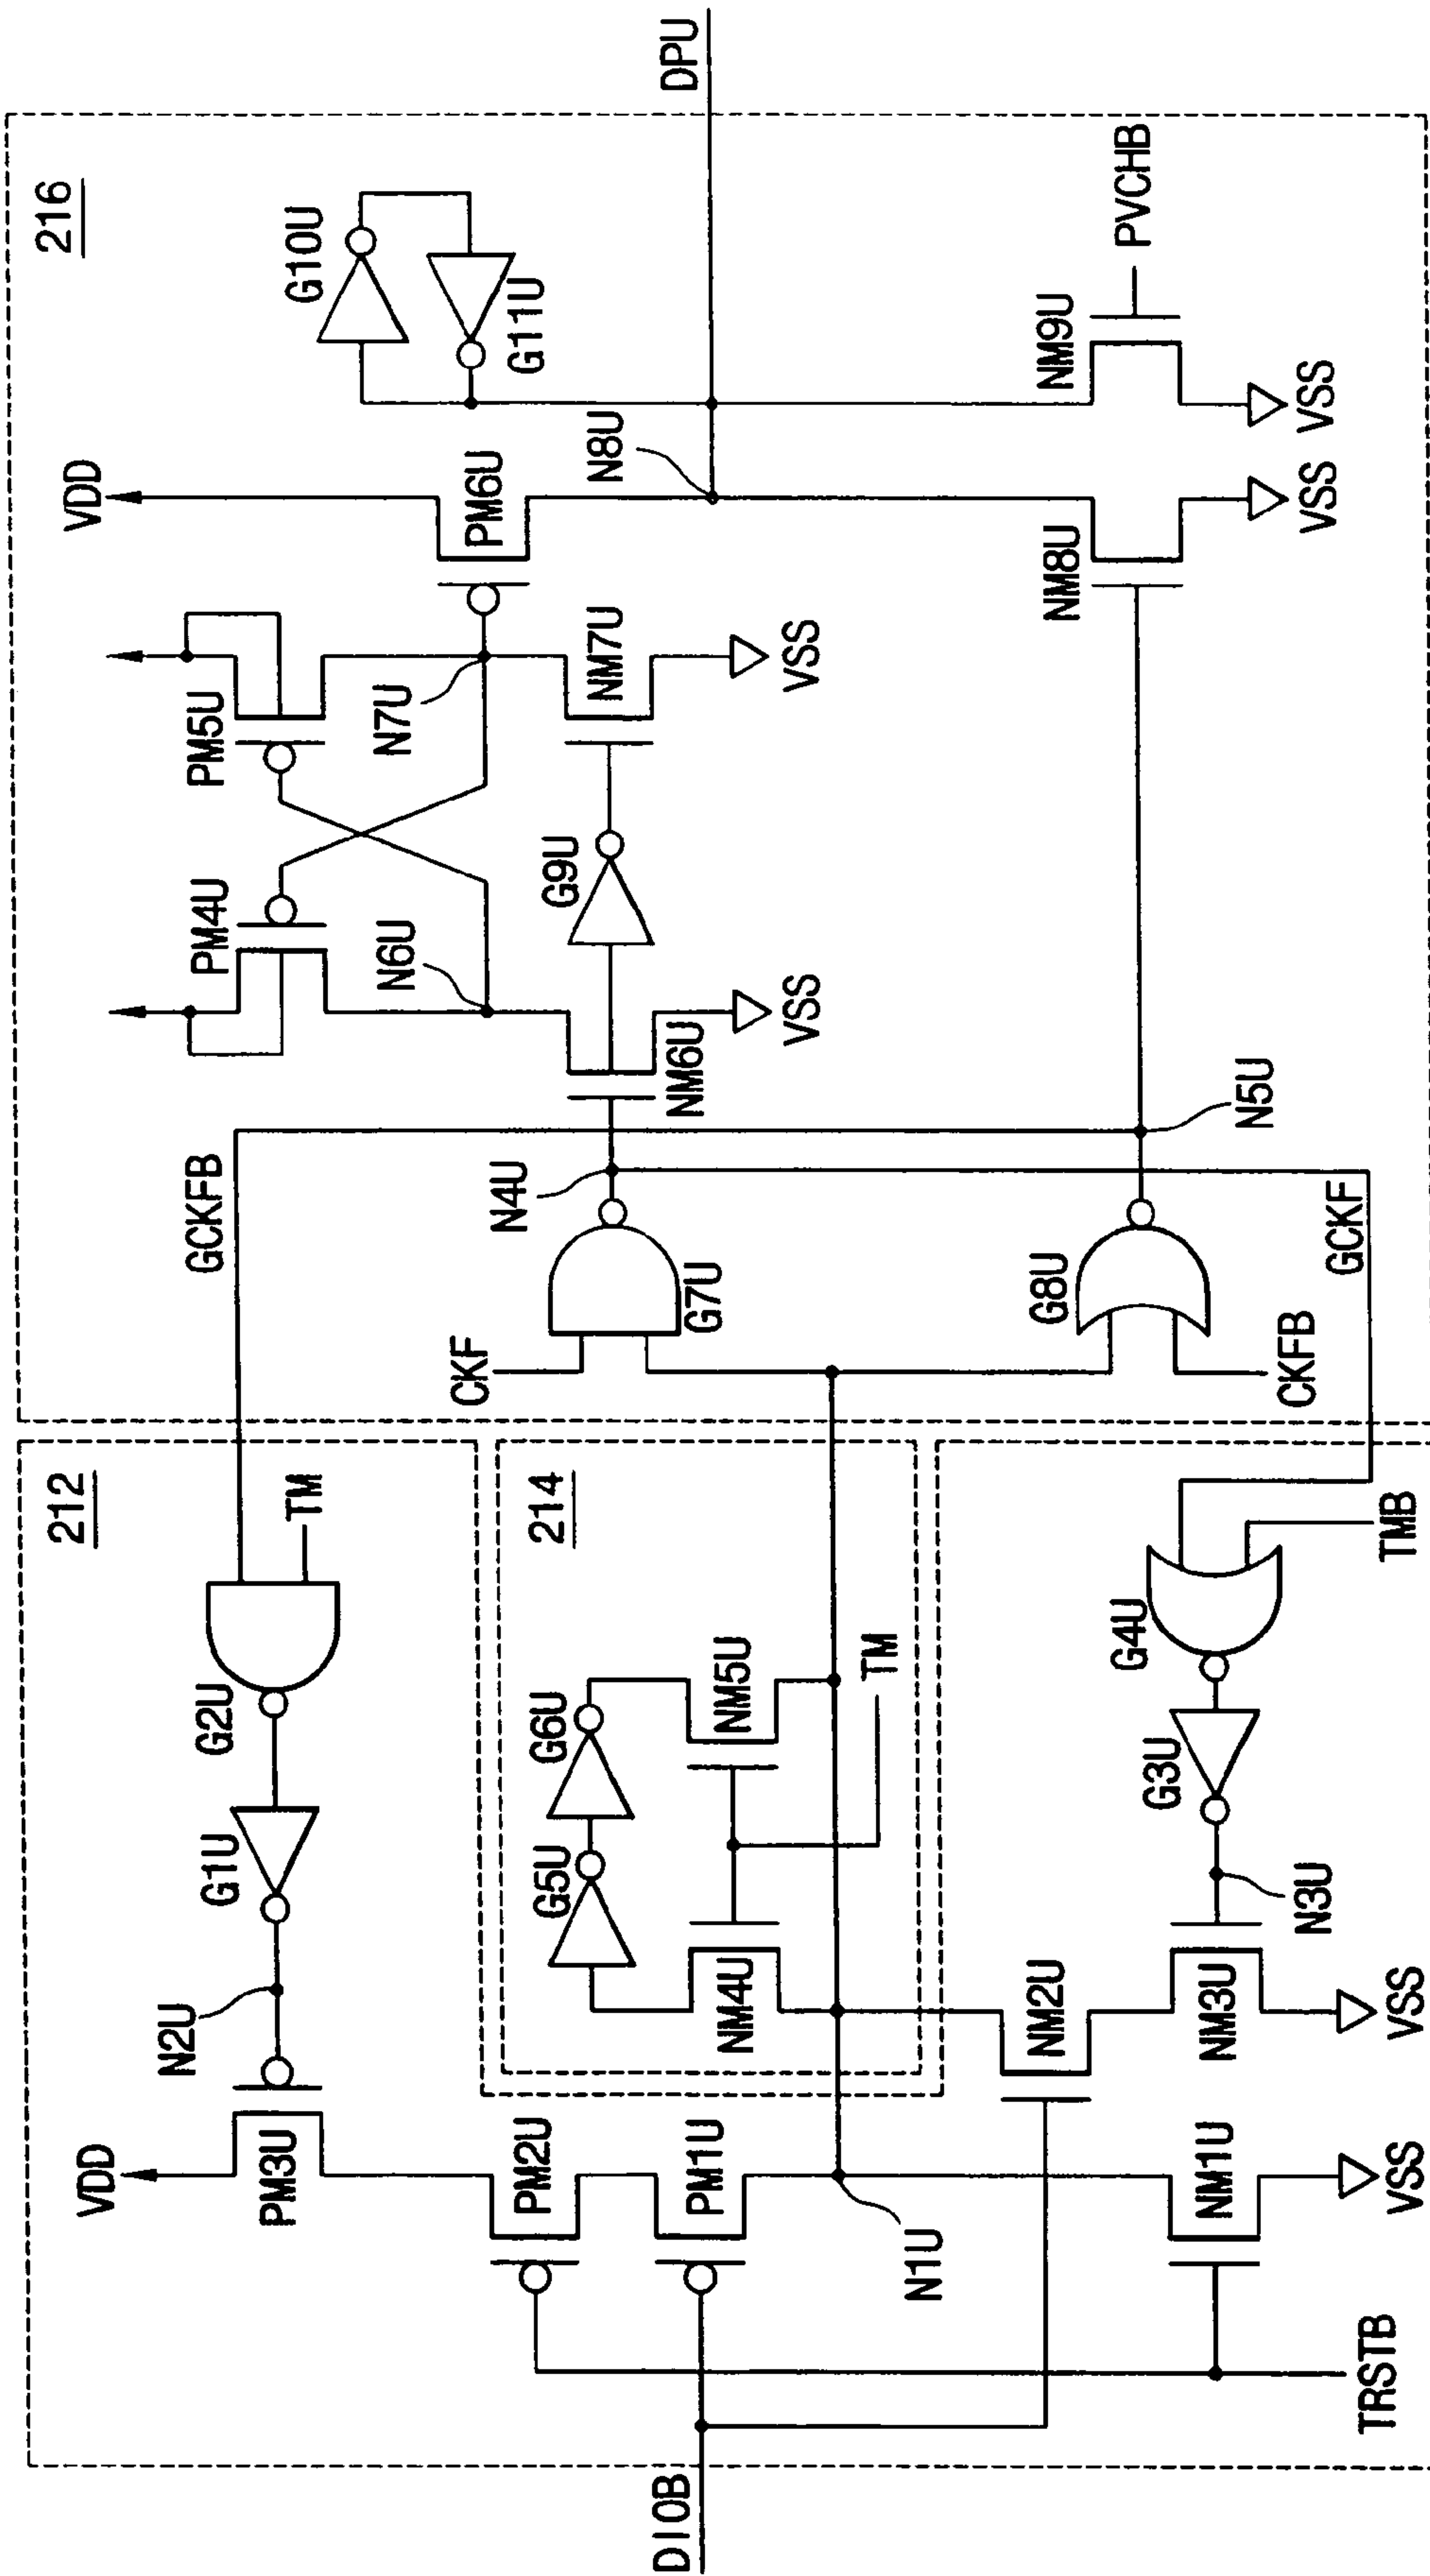 212
VDD
PM3U
N2U
G1U
G2U
TM
PM2U
PM1U
DIOB
N1U
NM1U
VSS
TRSTB
214
G5U
G6U
NM4U
NM5U
TM
NM2U
NM3U
VSS
N3U
G3U
G4U
TMB
216
GCKFB
CKF
G7U
N4U
G8U
CKFB
GCKF
N5U
PM4U
PM5U
N6U
N7U
NM6U
G9U
NM7U
VSS
VSS
VDD
PM6U
N8U
NM8U
VSS
G10U
G11U
NM9U
VSS
PVCHB
DPU